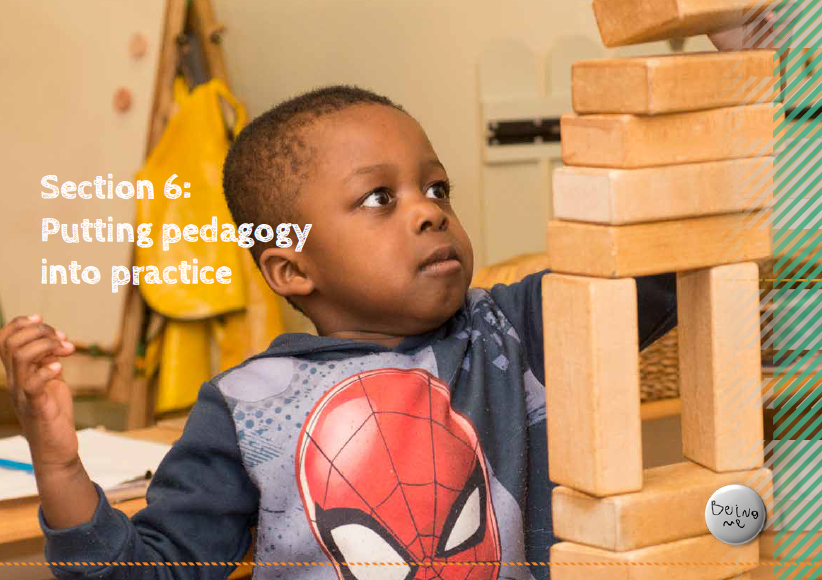 Section 6:
Putting pedagogy
into practice
Being
me